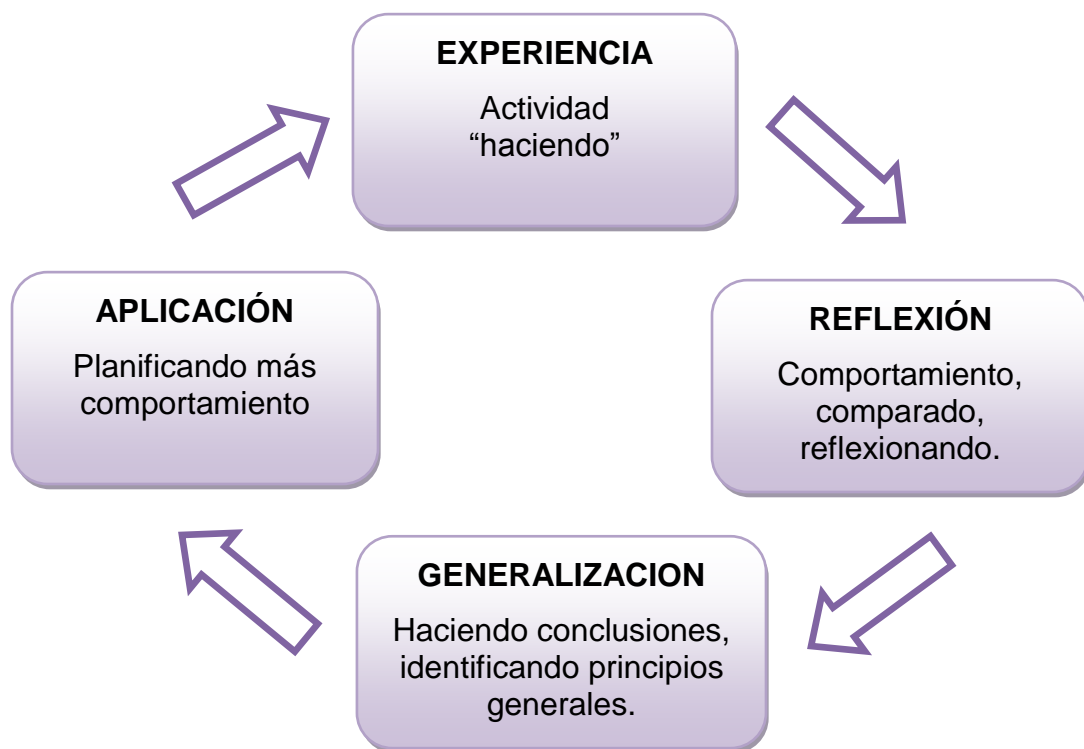 EXPERIENCIA
Actividad
“haciendo”
REFLEXIÓN
Comportamiento,
comparado,
reflexionando.
GENERALIZACION
Haciendo conclusiones,
identificando principios
generales.
APLICACIÓN
Planificando más
comportamiento